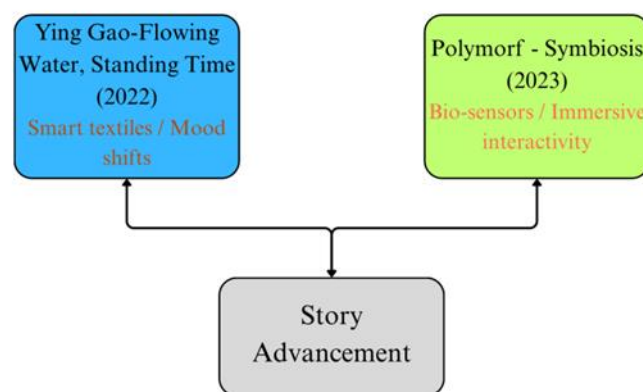 Ying Gao-Flowing
Water, Standing Time
(2022)
Smart textiles / Mood
shifts
Polymorf - Symbiosis
(2023)
Bio-sensors / Immersive
interactivity
Story
Advancement